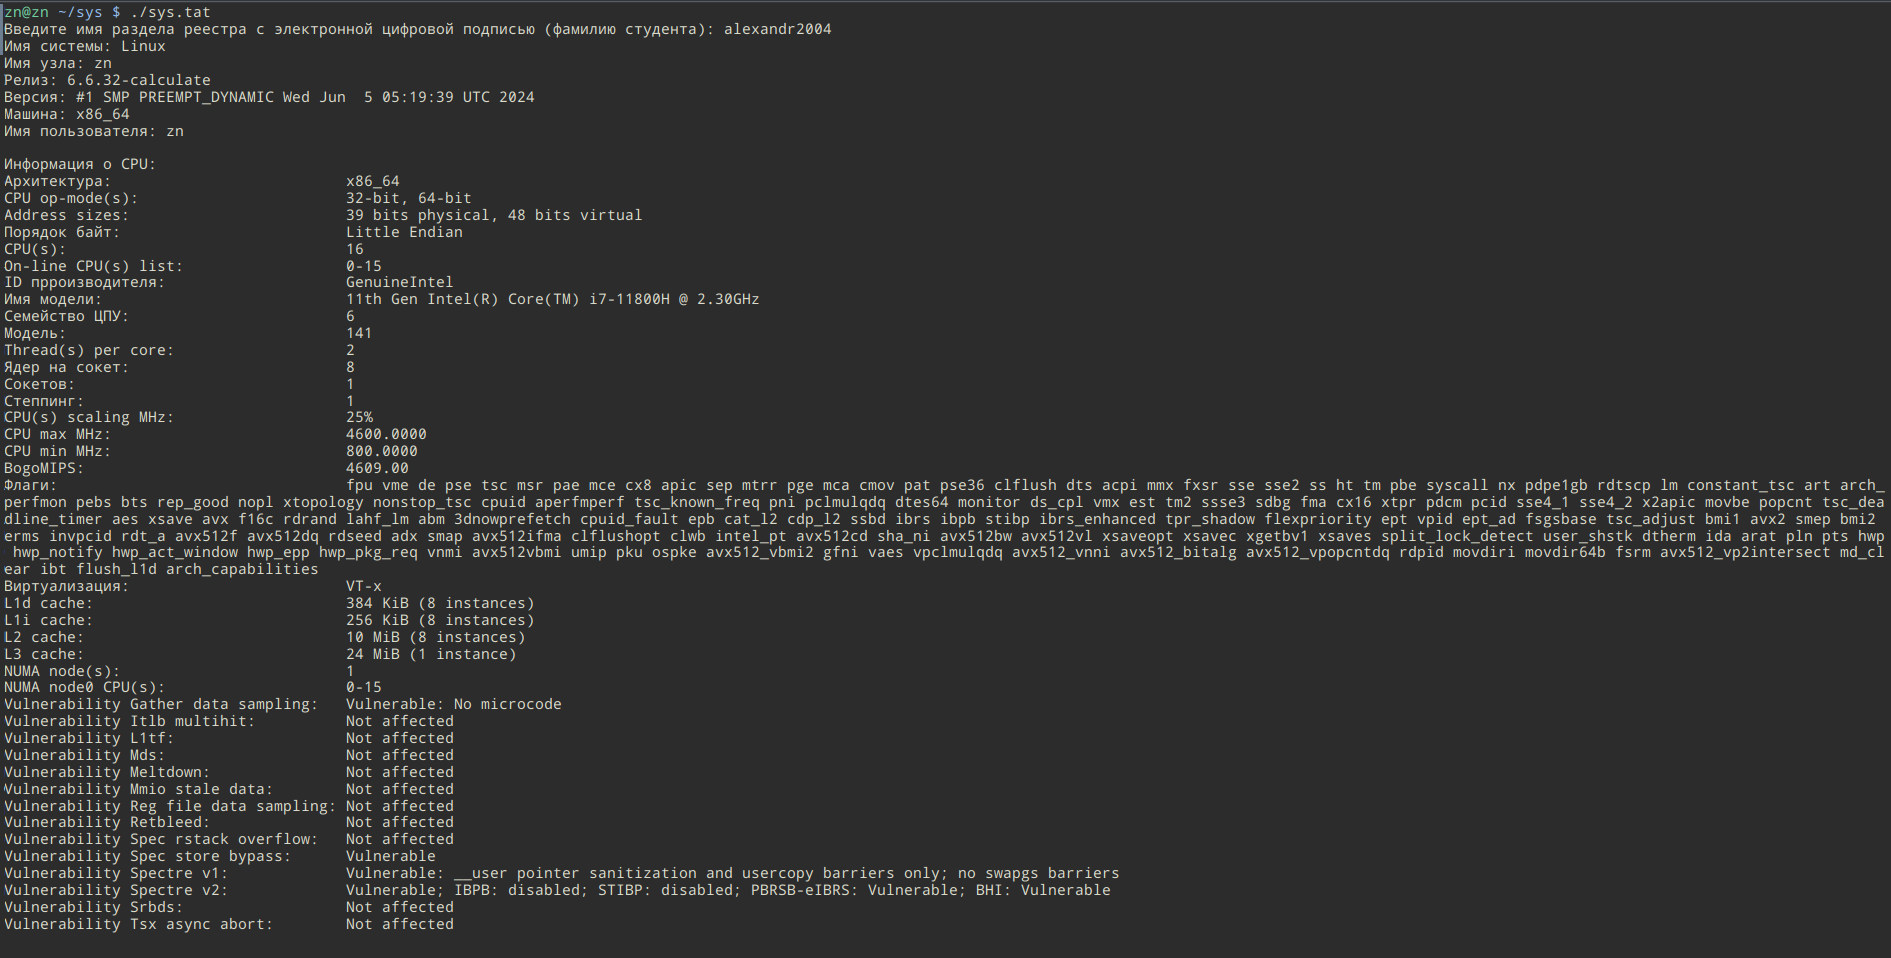 zn@zn ~/sys $ ./sys.tat
Введите имя раздела реестра с электронной цифровой подписью (фамилию студента): alexandr2004
Имя системы: Linux
Имя узла: zn
Релиз: 6.6.32-calculate
Версия: #1 SMP PREEMPT_DYNAMIC Wed Jun  5 05:19:39 UTC 2024
Машина: x86_64
Имя пользователя: zn

Информация о CPU:
Архитектура:                          x86_64
CPU op-mode(s):                       32-bit, 64-bit
Address sizes:                        39 bits physical, 48 bits virtual
Порядок байт:                         Little Endian
CPU(s):                               16
On-line CPU(s) list:                  0-15
ID прроизводителя:                    GenuineIntel
Имя модели:                           11th Gen Intel(R) Core(TM) i7-11800H @ 2.30GHz
Семейство ЦПУ:                        6
Модель:                               141
Thread(s) per core:                   2
Ядер на сокет:                        8
Сокетов:                              1
Степпинг:                             1
CPU(s) scaling MHz:                   25%
CPU max MHz:                          4600.0000
CPU min MHz:                          800.0000
BogoMIPS:                             4609.00
Флаги:                                fpu vme de pse tsc msr pae mce cx8 apic sep mtrr pge mca cmov pat pse36 clflush dts acpi mmx fxsr sse sse2 ss ht tm pbe syscall nx pdpe1gb rdtscp lm constant_tsc art arch_
perfmon pebs bts rep_good nopl xtopology nonstop_tsc cpuid aperfmperf tsc_known_freq pni pclmulqdq dtes64 monitor ds_cpl vmx est tm2 ssse3 sdbg fma cx16 xtpr pdcm pcid sse4_1 sse4_2 x2apic movbe popcnt tsc_dea
dline_timer aes xsave avx f16c rdrand lahf_lm abm 3dnowprefetch cpuid_fault epb cat_l2 cdp_l2 ssbd ibrs ibpb stibp ibrs_enhanced tpr_shadow flexpriority ept vpid ept_ad fsgsbase tsc_adjust bmi1 avx2 smep bmi2
erms invpcid rdt_a avx512f avx512dq rdseed adx smap avx512ifma clflushopt clwb intel_pt avx512cd sha_ni avx512bw avx512vl xsaveopt xsavec xgetbv1 xsaves split_lock_detect user_shstk dtherm ida arat pln pts hwp
 hwp_notify hwp_act_window hwp_epp hwp_pkg_req vnmi avx512vbmi umip pku ospke avx512_vbmi2 gfni vaes vpclmulqdq avx512_vnni avx512_bitalg avx512_vpopcntdq rdpid movdiri movdir64b fsrm avx512_vp2intersect md_cl
ear ibt flush_l1d arch_capabilities
Виртуализация:                        VT-x
L1d cache:                            384 KiB (8 instances)
L1i cache:                            256 KiB (8 instances)
L2 cache:                             10 MiB (8 instances)
L3 cache:                             24 MiB (1 instance)
NUMA node(s):                         1
NUMA node0 CPU(s):                    0-15
Vulnerability Gather data sampling:   Vulnerable: No microcode
Vulnerability Itlb multihit:          Not affected
Vulnerability L1tf:                   Not affected
Vulnerability Mds:                    Not affected
Vulnerability Meltdown:               Not affected
Vulnerability Mmio stale data:        Not affected
Vulnerability Reg file data sampling: Not affected
Vulnerability Retbleed:               Not affected
Vulnerability Spec rstack overflow:   Not affected
Vulnerability Spec store bypass:      Vulnerable
Vulnerability Spectre v1:             Vulnerable: __user pointer sanitization and usercopy barriers only; no swapgs barriers
Vulnerability Spectre v2:             Vulnerable; IBPB: disabled; STIBP: disabled; PBRSB-eIBRS: Vulnerable; BHI: Vulnerable
Vulnerability Srbds:                  Not affected
Vulnerability Tsx async abort:        Not affected